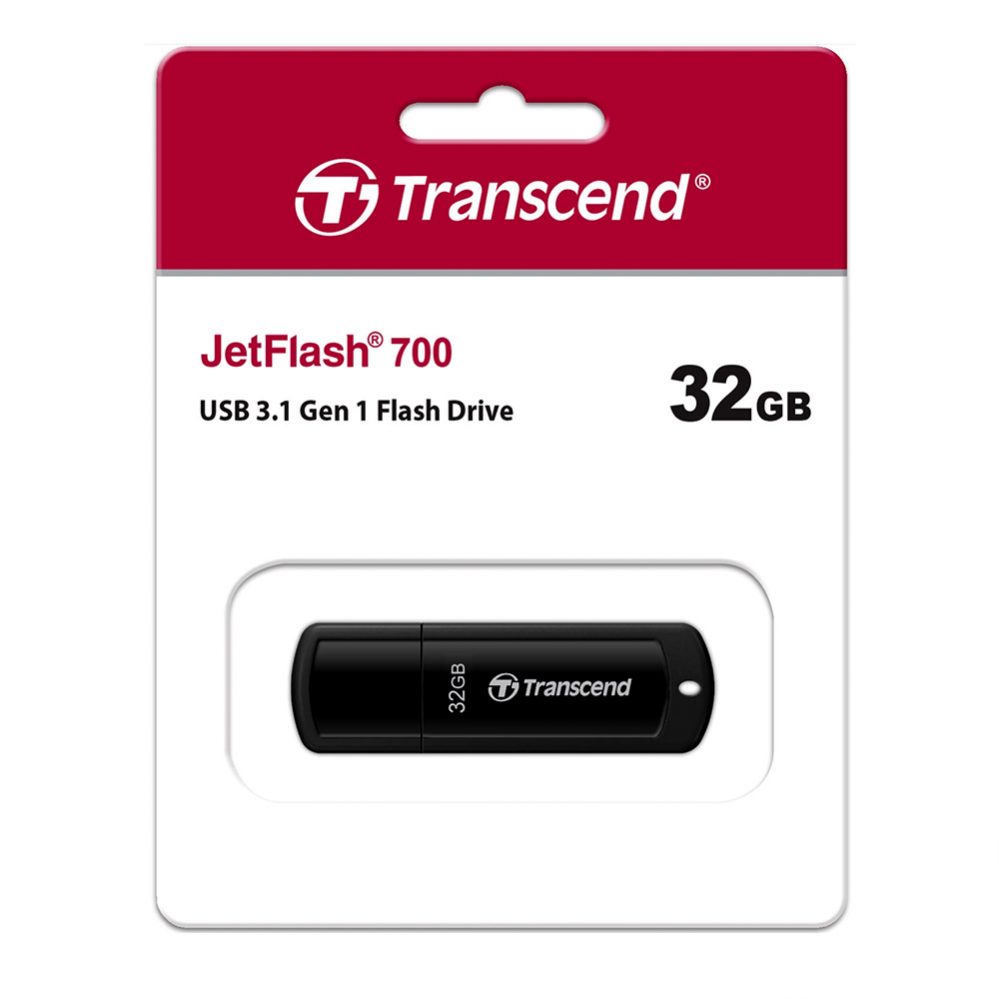 Transcend®
JetFlash® 700
USB 3.1 Gen 1 Flash Drive
32GB
32GB
Transcend